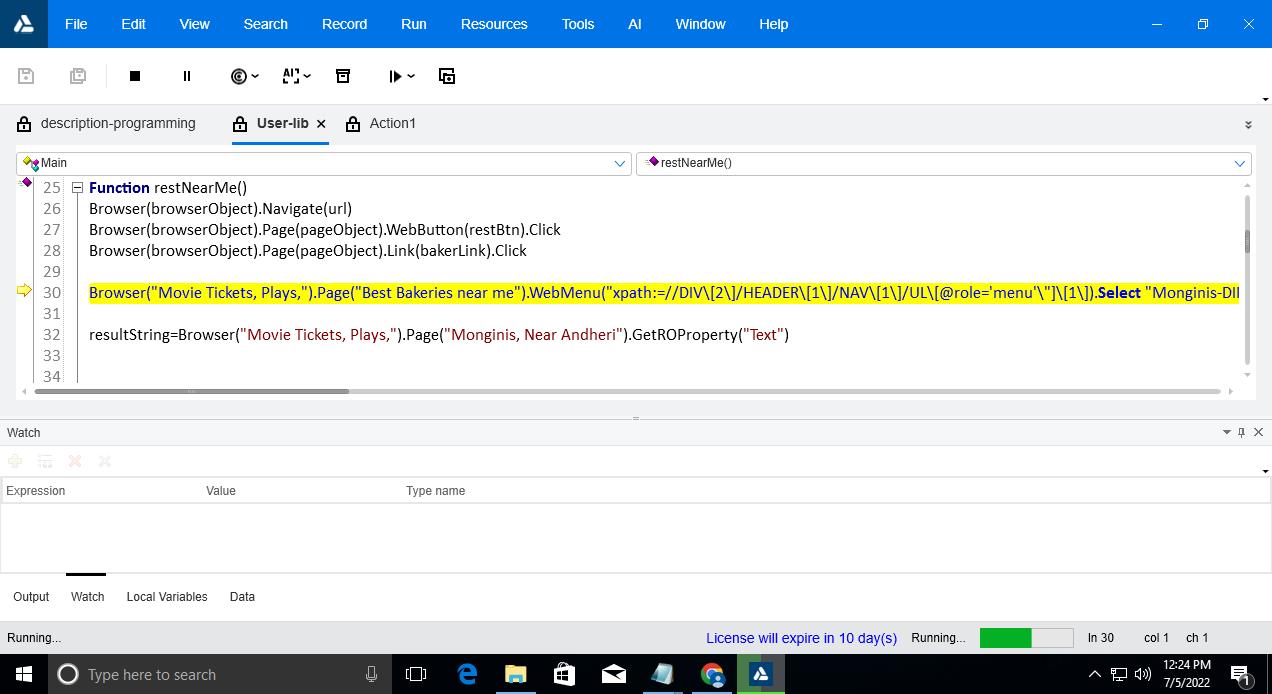 File Edit View Search Record Run Resources Tools AI Window Help
description-programming User-lib Action1
Main restNearMe()
25 Function restNearMe()
26 Browser(browserObject).Navigate(url)
27 Browser(browserObject).Page(pageObject).WebButton(restBtn).Click
28 Browser(browserObject).Page(pageObject).Link(bakerLink).Click
29
30 Browser("Movie Tickets, Plays,").Page("Best Bakeries near me").WebMenu("xpath:=//DIV\[2\]/HEADER\[1\]/NAV\[1\]/UL\[@role='menu'\"]\[1\]).Select "Monginis-DI
31
32 resultString=Browser("Movie Tickets, Plays,").Page("Monginis, Near Andheri").GetROProperty("Text")
33
34
Watch
Expression Value Type name
Output Watch Local Variables Data
Running... License will expire in 10 day(s) Running... ln 30 col 1 ch 1
Type here to search 12:24 PM
7/5/2022 1